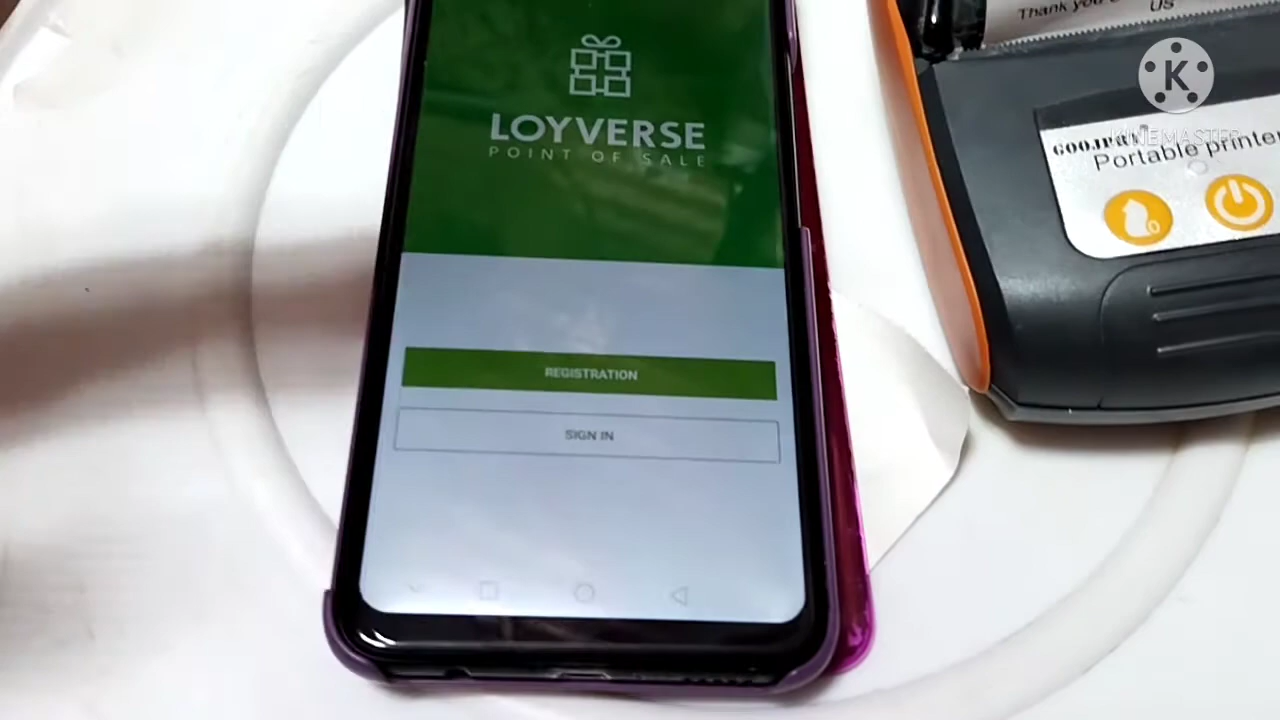 Thank you
Us
K
KINEMASTER
LOYVERSE
POINT OF SALE
GOOJPRT
Portable printer
REGISTRATION
SIGN IN